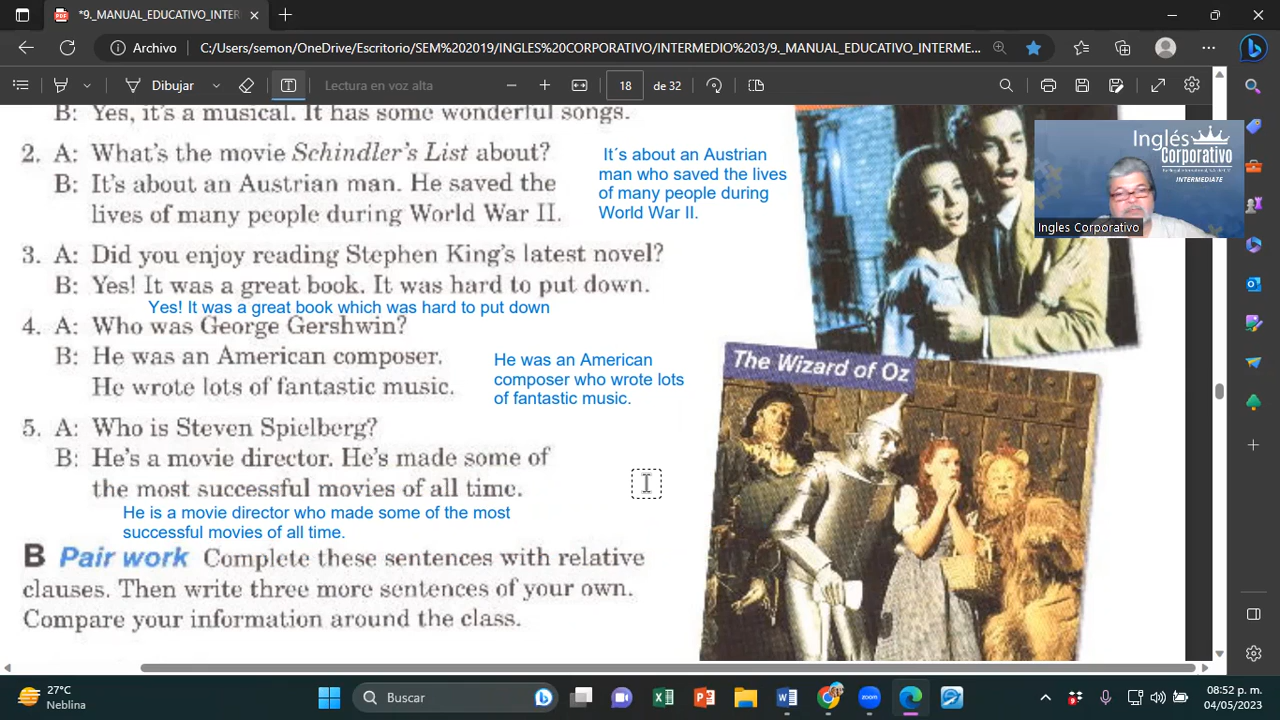 *9._MANUAL_EDUCATIVO_INTERM
Archivo
C:/Users/semon/OneDrive/Escritorio/SEM%202019/INGLES%20CORPORATIVO/INTERMEDIO%203/9._MANUAL_EDUCATIVO_INTERME...
Dibujar
Lectura en voz alta
18
de 32
B: Yes, it's a musical. It has some wonderful songs.
2. A: What's the movie Schindler's List about?
B: It's about an Austrian man. He saved the
lives of many people during World War II.
It´s about an Austrian
man who saved the lives
of many people during
World War II.
3. A: Did you enjoy reading Stephen King's latest novel?
B: Yes! It was a great book. It was hard to put down.
Yes! It was a great book which was hard to put down
4. A: Who was George Gershwin?
B: He was an American composer.
He wrote lots of fantastic music.
He was an American
composer who wrote lots
of fantastic music.
5. A: Who is Steven Spielberg?
B: He's a movie director. He's made some of
the most successful movies of all time.
He is a movie director who made some of the most
successful movies of all time.
B Pair work Complete these sentences with relative
clauses. Then write three more sentences of your own.
Compare your information around the class.
The Wizard of Oz
Inglés
Corporativo
INTERMEDIATE
Ingles Corporativo
27°C
Neblina
Buscar
08:52 p. m.
04/05/2023